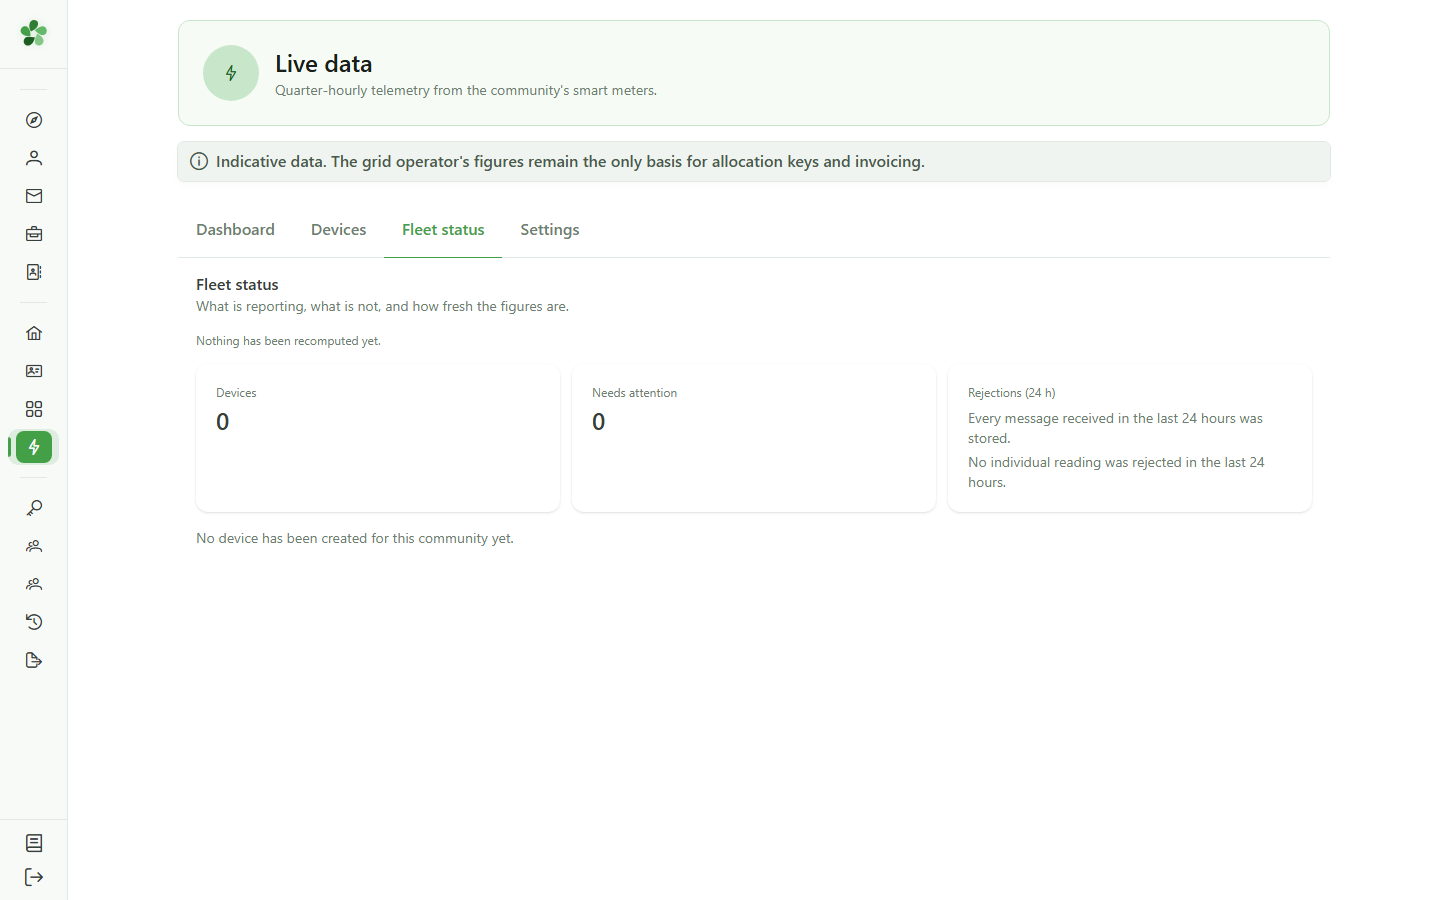 Live data
Quarter-hourly telemetry from the community's smart meters.
Indicative data. The grid operator's figures remain the only basis for allocation keys and invoicing.
Dashboard
Devices
Fleet status
Settings
Fleet status
What is reporting, what is not, and how fresh the figures are.
Nothing has been recomputed yet.
Devices
0
Needs attention
0
Rejections (24 h)
Every message received in the last 24 hours was
stored.
No individual reading was rejected in the last 24
hours.
No device has been created for this community yet.